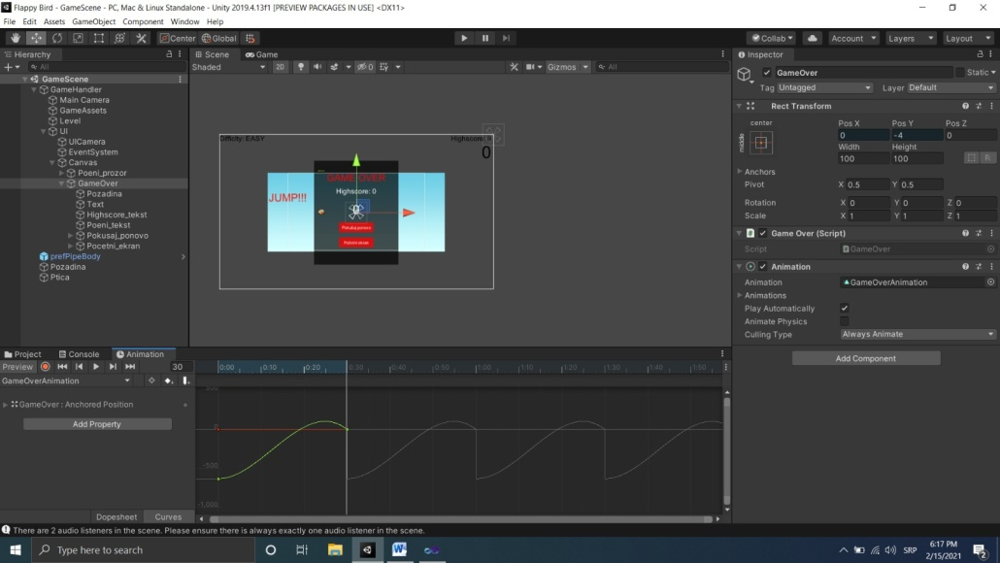 Flappy Bird - GameScene - PC, Mac & Linux Standalone - Unity 2019.4.13f1 [PREVIEW PACKAGES IN USE] <DX11>
File Edit Assets GameObject Component Animation Window Help
Center Global Collab Account Layers Layout
Hierarchy
All
GameScene
GameHandler
Main Camera
GameAssets
Level
UI
UICamera
EventSystem
Canvas
Poeni_prozor
GameOver
Pozadina
Text
Highscore_tekst
Poeni_tekst
Pokusaj_ponovo
Pocetni_ekran
prefPipeBody
Pozadina
Ptica
Scene Game
Shaded 2D 0 Gizmos All
Difficity: EASY
Highscore: 0
0
GAME OVER
Highscore: 0
JUMP!!!
0
Pokusaj ponovo
Inspector
GameOver Static
Tag Untagged Layer Default
Rect Transform
center Pos X Pos Y Pos Z
middle 0 -4 0
Width Height
100 100 R
Anchors
Pivot X 0.5 Y 0.5
Rotation X 0 Y 0 Z 0
Scale X 1 Y 1 Z 1
Game Over (Script)
Script GameOver
Animation
Animation GameOverAnimation
Animations
Play Automatically
Animate Physics
Culling Type Always Animate
Add Component
Project Console Animation
Preview 30 0:00 0:10 0:20 0:30 0:40 0:50 1:00 1:10 1:20 1:30 1:40 1:50
GameOverAnimation
GameOver : Anchored Position
Add Property
500
0
-500
-1,000
Dopesheet Curves
There are 2 audio listeners in the scene. Please ensure there is always exactly one audio listener in the scene.
Type here to search
SRP
6:17 PM
2/15/2021
2